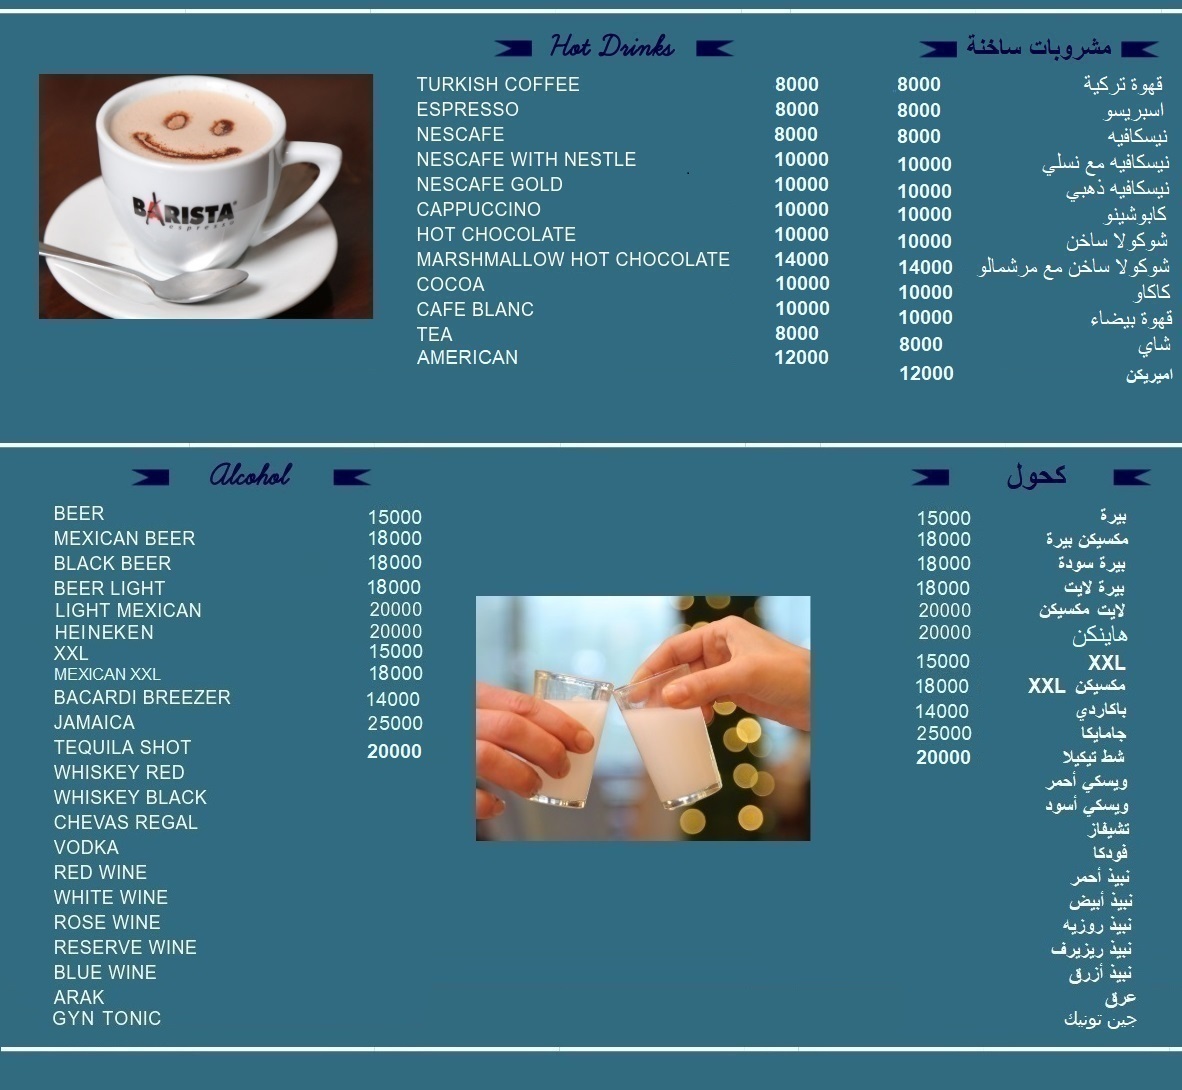 Hot Drinks
مشروبات ساخنة
TURKISH COFFEE 8000 8000 قهوة تركية
ESPRESSO 8000 8000 اسبريسو
NESCAFE 8000 8000 نيسكافيه
NESCAFE WITH NESTLE 10000 10000 نيسكافيه مع نسلي
NESCAFE GOLD 10000 10000 نيسكافيه ذهبي
CAPPUCCINO 10000 10000 كابوشينو
HOT CHOCOLATE 10000 10000 شوكولا ساخن
MARSHMALLOW HOT CHOCOLATE 14000 14000 شوكولا ساخن مع مرشمالو
COCOA 10000 10000 كاكاو
CAFE BLANC 10000 10000 قهوة بيضاء
TEA 8000 8000 شاي
AMERICAN 12000 12000 اميريكن
BARISTA
espresso
Alcohol
كحول
BEER 15000 15000 بيرة
MEXICAN BEER 18000 18000 مكسيكن بيرة
BLACK BEER 18000 18000 بيرة سودة
BEER LIGHT 18000 18000 بيرة لايت
LIGHT MEXICAN 20000 20000 لايت مكسيكن
HEINEKEN 20000 20000 هاينكن
XXL 15000 15000 XXL
MEXICAN XXL 18000 18000 مكسيكن XXL
BACARDI BREEZER 14000 14000 باكاردي
JAMAICA 25000 25000 جامايكا
TEQUILA SHOT 20000 20000 شط تيكيلا
WHISKEY RED ويسكي أحمر
WHISKEY BLACK ويسكي أسود
CHEVAS REGAL تشيفاز
VODKA فودكا
RED WINE نبيذ أحمر
WHITE WINE نبيذ أبيض
ROSE WINE نبيذ روزيه
RESERVE WINE نبيذ ريزيرف
BLUE WINE نبيذ أزرق
ARAK عرق
GYN TONIC جين تونيك